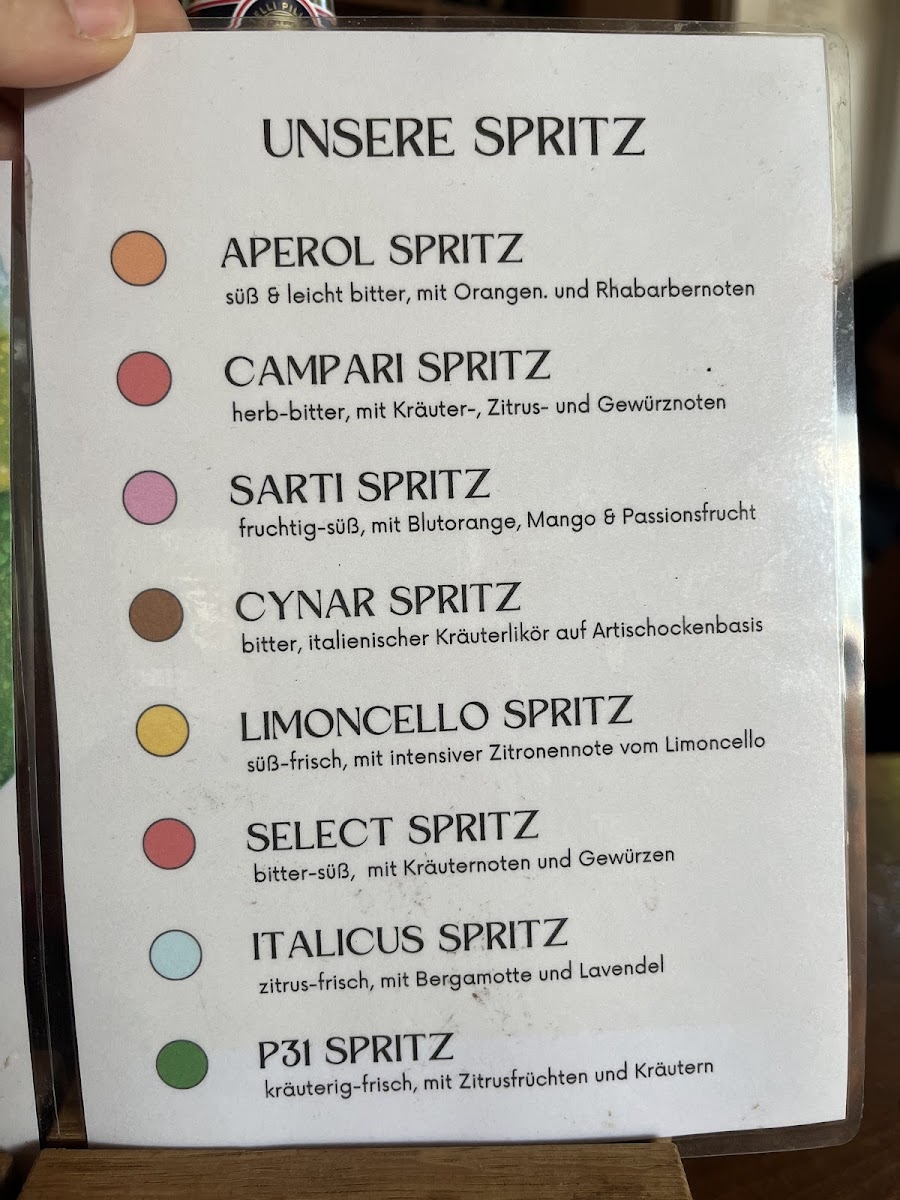 UNSERE SPRITZ
APEROL SPRITZ
süß & leicht bitter, mit Orangen. und Rhabarbernoten
CAMPARI SPRITZ
herb-bitter, mit Kräuter-, Zitrus- und Gewürznoten
SARTI SPRITZ
fruchtig-süß, mit Blutorange, Mango & Passionsfrucht
CYNAR SPRITZ
bitter, italienischer Kräuterlikör auf Artischockenbasis
LIMONCELLO SPRITZ
süß-frisch, mit intensiver Zitronennote vom Limoncello
SELECT SPRITZ
bitter-süß, mit Kräuternoten und Gewürzen
ITALICUS SPRITZ
zitrus-frisch, mit Bergamotte und Lavendel
P31 SPRITZ
kräuterig-frisch, mit Zitrusfrüchten und Kräutern